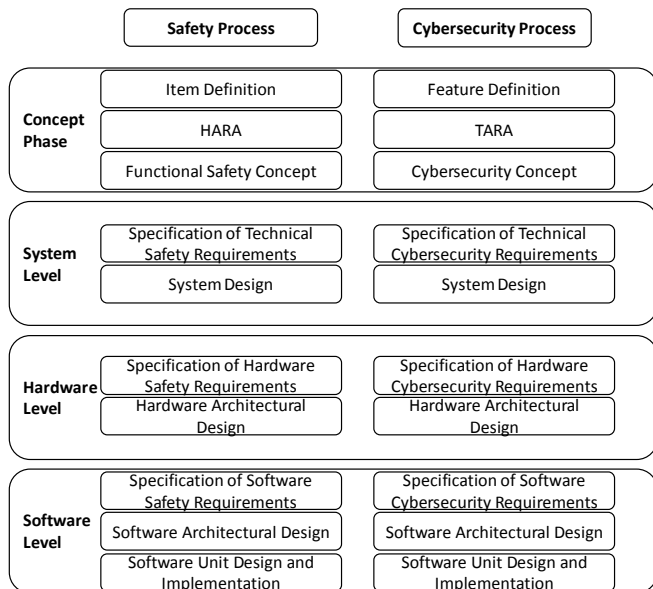 Safety Process
Cybersecurity Process
Concept
Phase
Item Definition
Feature Definition
HARA
TARA
Functional Safety Concept
Cybersecurity Concept
System
Level
Specification of Technical
Safety Requirements
Specification of Technical
Cybersecurity Requirements
System Design
System Design
Hardware
Level
Specification of Hardware
Safety Requirements
Specification of Hardware
Cybersecurity Requirements
Hardware Architectural
Design
Hardware Architectural
Design
Software
Level
Specification of Software
Safety Requirements
Specification of Software
Cybersecurity Requirements
Software Architectural Design
Software Architectural Design
Software Unit Design and
Implementation
Software Unit Design and
Implementation